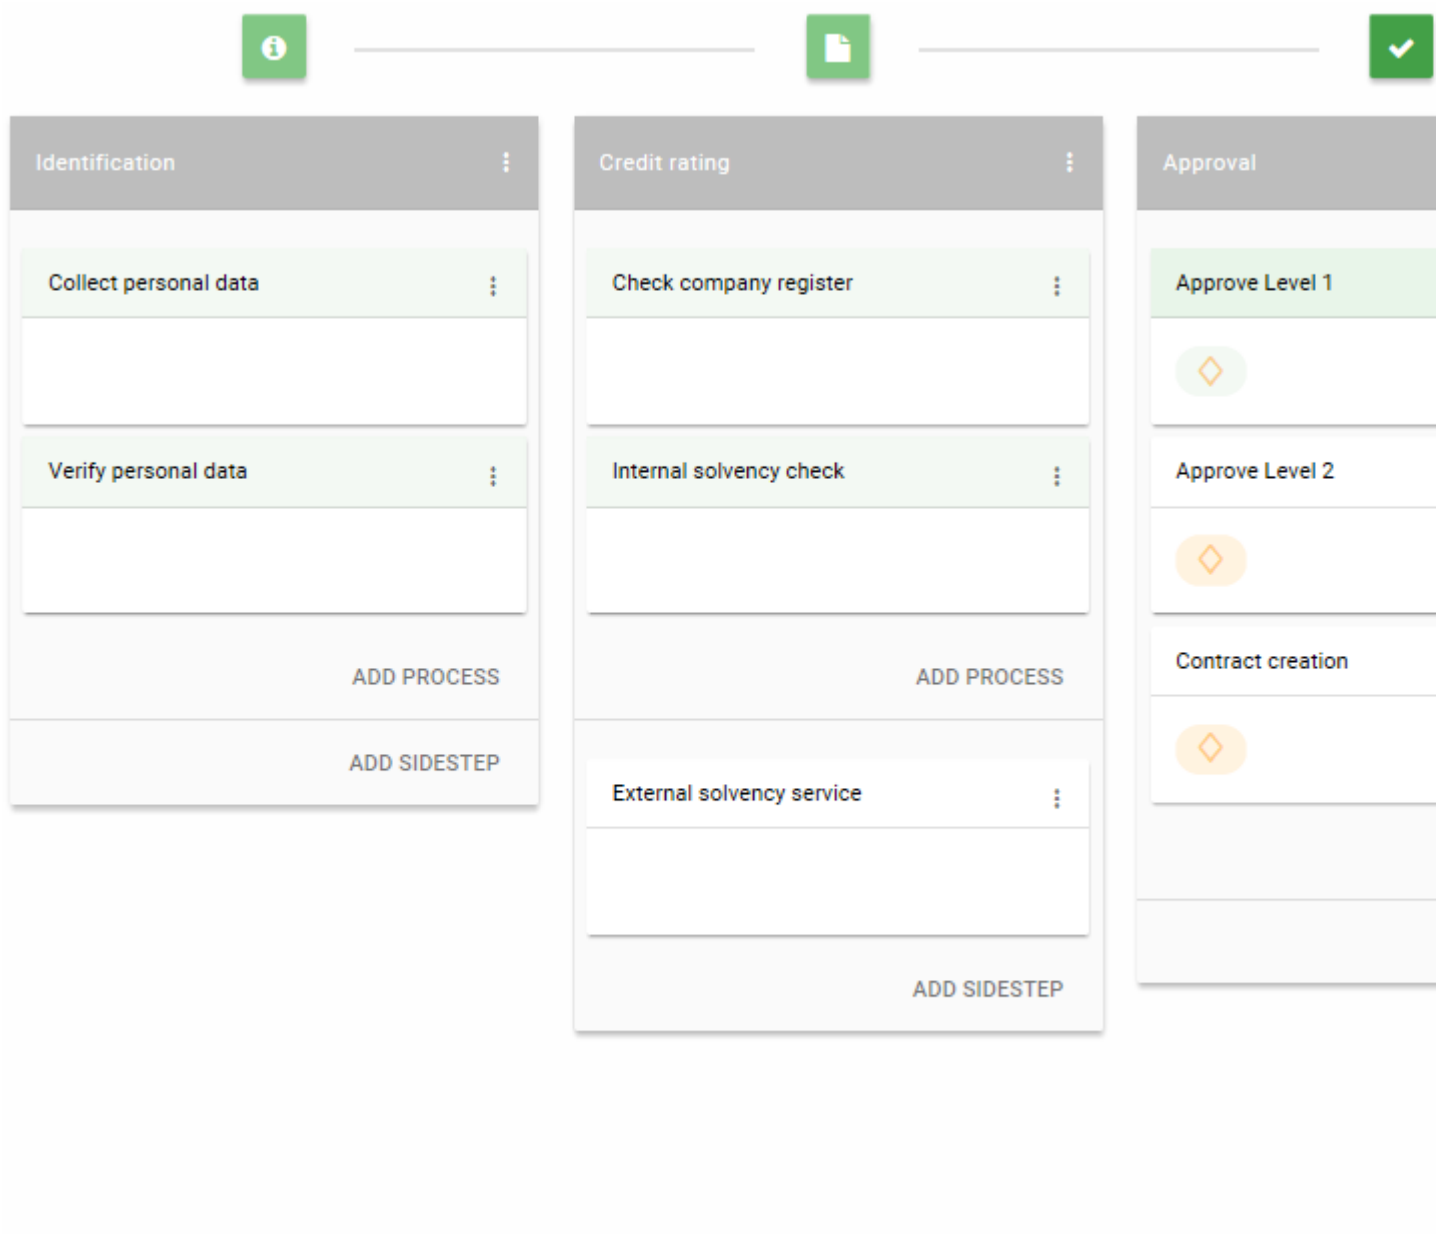 Identification
Collect personal data
Verify personal data
ADD PROCESS
ADD SIDESTEP
Credit rating
Check company register
Internal solvency check
ADD PROCESS
External solvency service
ADD SIDESTEP
Approval
Approve Level 1
Approve Level 2
Contract creation